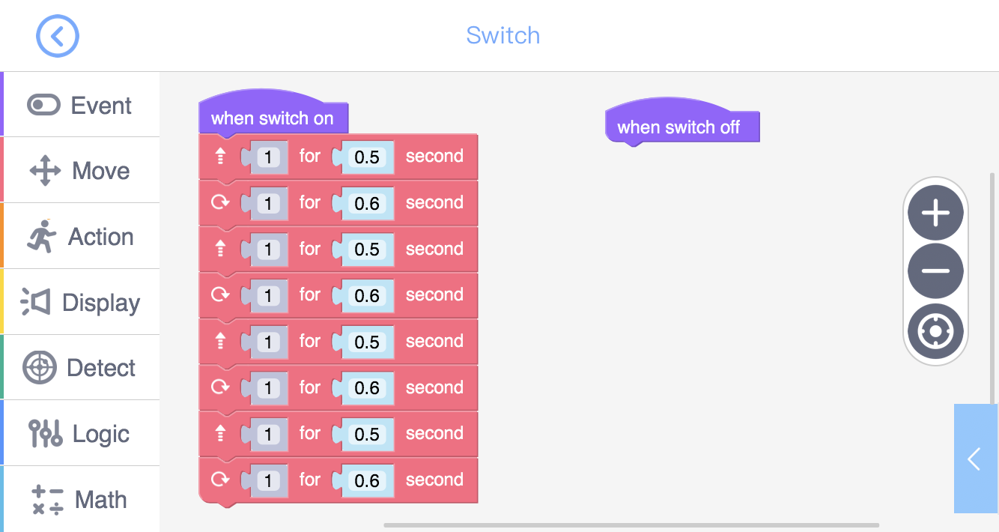 Switch
Event
Move
Action
Display
Detect
Logic
Math
when switch on
1 for 0.5 second
1 for 0.6 second
1 for 0.5 second
1 for 0.6 second
1 for 0.5 second
1 for 0.6 second
1 for 0.5 second
1 for 0.6 second
when switch off